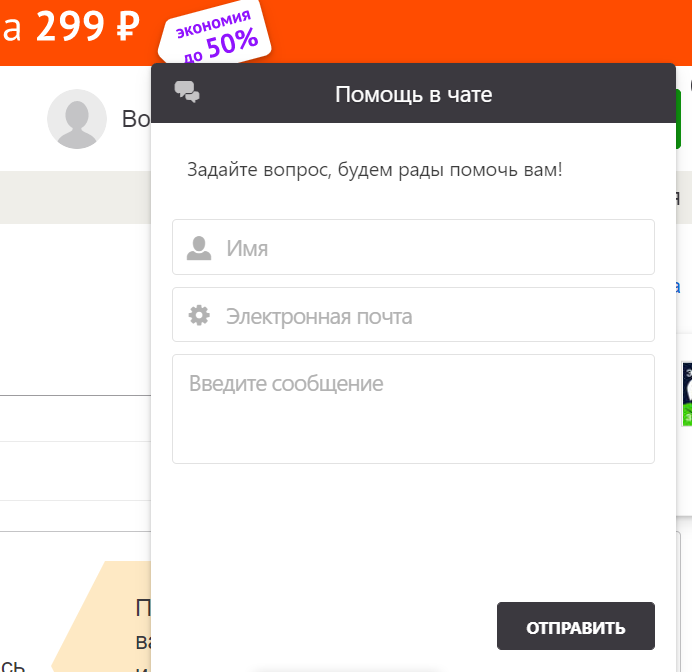 а 299 ₽
экономия
до 50%
Помощь в чате
Задайте вопрос, будем рады помочь вам!
Имя
Электронная почта
Введите сообщение
ОТПРАВИТЬ